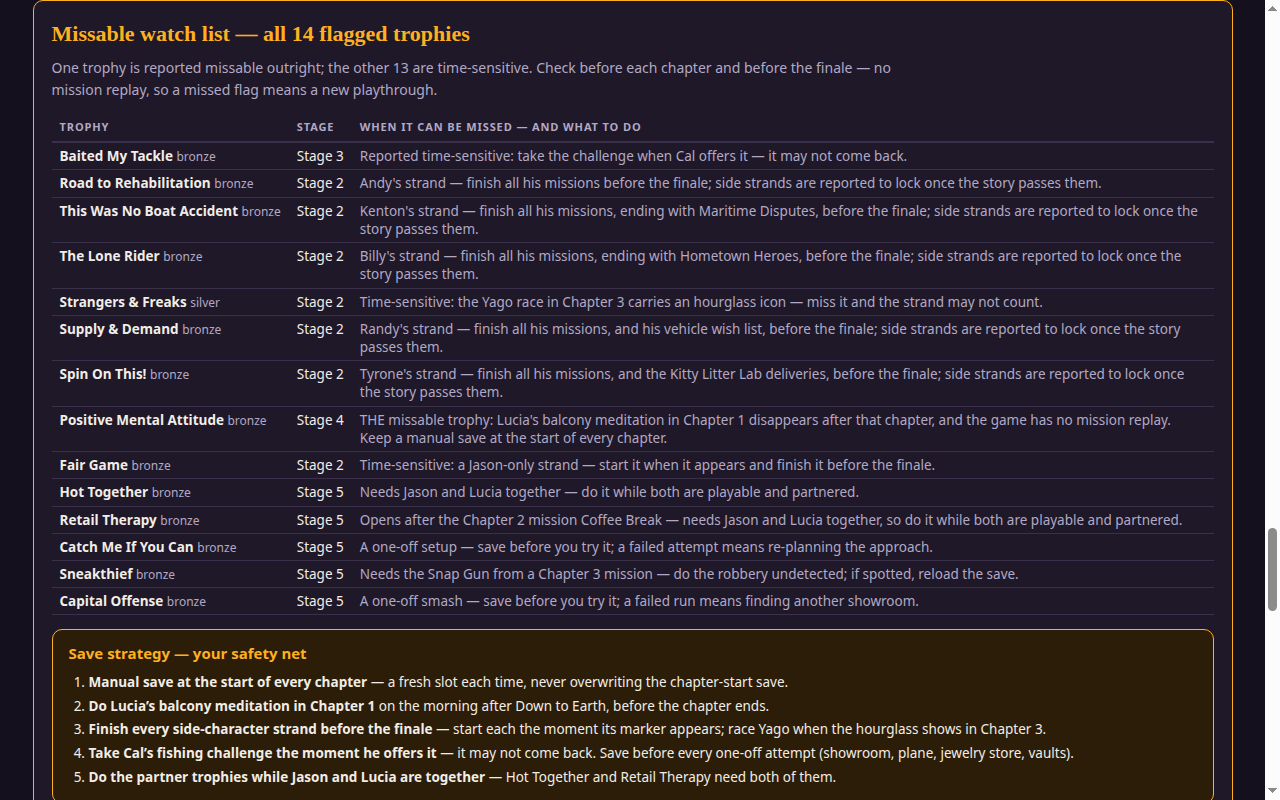 Missable watch list — all 14 flagged trophies
One trophy is reported missable outright; the other 13 are time-sensitive. Check before each chapter and before the finale — no
mission replay, so a missed flag means a new playthrough.
TROPHY STAGE WHEN IT CAN BE MISSED — AND WHAT TO DO
Baited My Tackle bronze Stage 3 Reported time-sensitive: take the challenge when Cal offers it — it may not come back.
Road to Rehabilitation bronze Stage 2 Andy's strand — finish all his missions before the finale; side strands are reported to lock once the story passes them.
This Was No Boat Accident bronze Stage 2 Kenton's strand — finish all his missions, ending with Maritime Disputes, before the finale; side strands are reported to lock once the
story passes them.
The Lone Rider bronze Stage 2 Billy's strand — finish all his missions, ending with Hometown Heroes, before the finale; side strands are reported to lock once the
story passes them.
Strangers & Freaks silver Stage 2 Time-sensitive: the Yago race in Chapter 3 carries an hourglass icon — miss it and the strand may not count.
Supply & Demand bronze Stage 2 Randy's strand — finish all his missions, and his vehicle wish list, before the finale; side strands are reported to lock once the story
passes them.
Spin On This! bronze Stage 2 Tyrone's strand — finish all his missions, and the Kitty Litter Lab deliveries, before the finale; side strands are reported to lock once
the story passes them.
Positive Mental Attitude bronze Stage 4 THE missable trophy: Lucia's balcony meditation in Chapter 1 disappears after that chapter, and the game has no mission replay.
Keep a manual save at the start of every chapter.
Fair Game bronze Stage 2 Time-sensitive: a Jason-only strand — start it when it appears and finish it before the finale.
Hot Together bronze Stage 5 Needs Jason and Lucia together — do it while both are playable and partnered.
Retail Therapy bronze Stage 5 Opens after the Chapter 2 mission Coffee Break — needs Jason and Lucia together, so do it while both are playable and partnered.
Catch Me If You Can bronze Stage 5 A one-off setup — save before you try it; a failed attempt means re-planning the approach.
Sneakthief bronze Stage 5 Needs the Snap Gun from a Chapter 3 mission — do the robbery undetected; if spotted, reload the save.
Capital Offense bronze Stage 5 A one-off smash — save before you try it; a failed run means finding another showroom.
Save strategy — your safety net
1. Manual save at the start of every chapter — a fresh slot each time, never overwriting the chapter-start save.
2. Do Lucia’s balcony meditation in Chapter 1 on the morning after Down to Earth, before the chapter ends.
3. Finish every side-character strand before the finale — start each the moment its marker appears; race Yago when the hourglass shows in Chapter 3.
4. Take Cal’s fishing challenge the moment he offers it — it may not come back. Save before every one-off attempt (showroom, plane, jewelry store, vaults).
5. Do the partner trophies while Jason and Lucia are together — Hot Together and Retail Therapy need both of them.